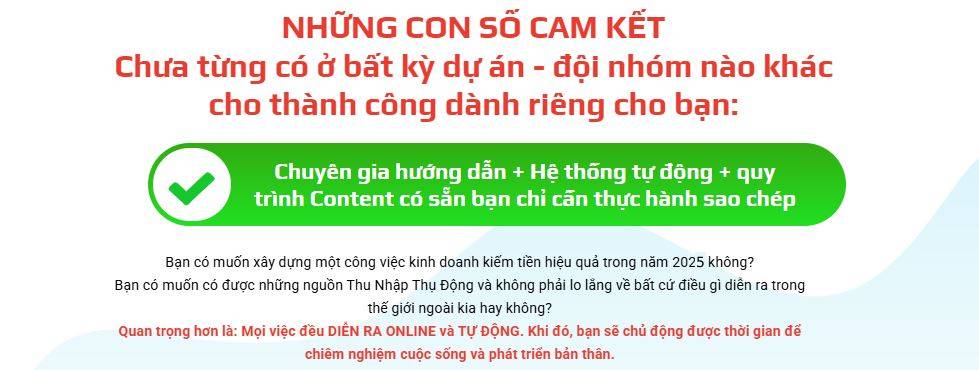 NHỮNG CON SỐ CAM KẾT
Chưa từng có ở bất kỳ dự án - đội nhóm nào khác
cho thành công dành riêng cho bạn:
Chuyên gia hướng dẫn + Hệ thống tự động + quy
trình Content có sẵn bạn chỉ cần thực hành sao chép
Bạn có muốn xây dựng một công việc kinh doanh kiếm tiền hiệu quả trong năm 2025 không?
Bạn có muốn có được những nguồn Thu Nhập Thụ Động và không phải lo lắng về bất cứ điều gì diễn ra trong
thế giới ngoài kia hay không?
Quan trọng hơn là: Mọi việc đều DIỄN RA ONLINE và TỰ ĐỘNG. Khi đó, bạn sẽ chủ động được thời gian để
chiêm nghiệm cuộc sống và phát triển bản thân.